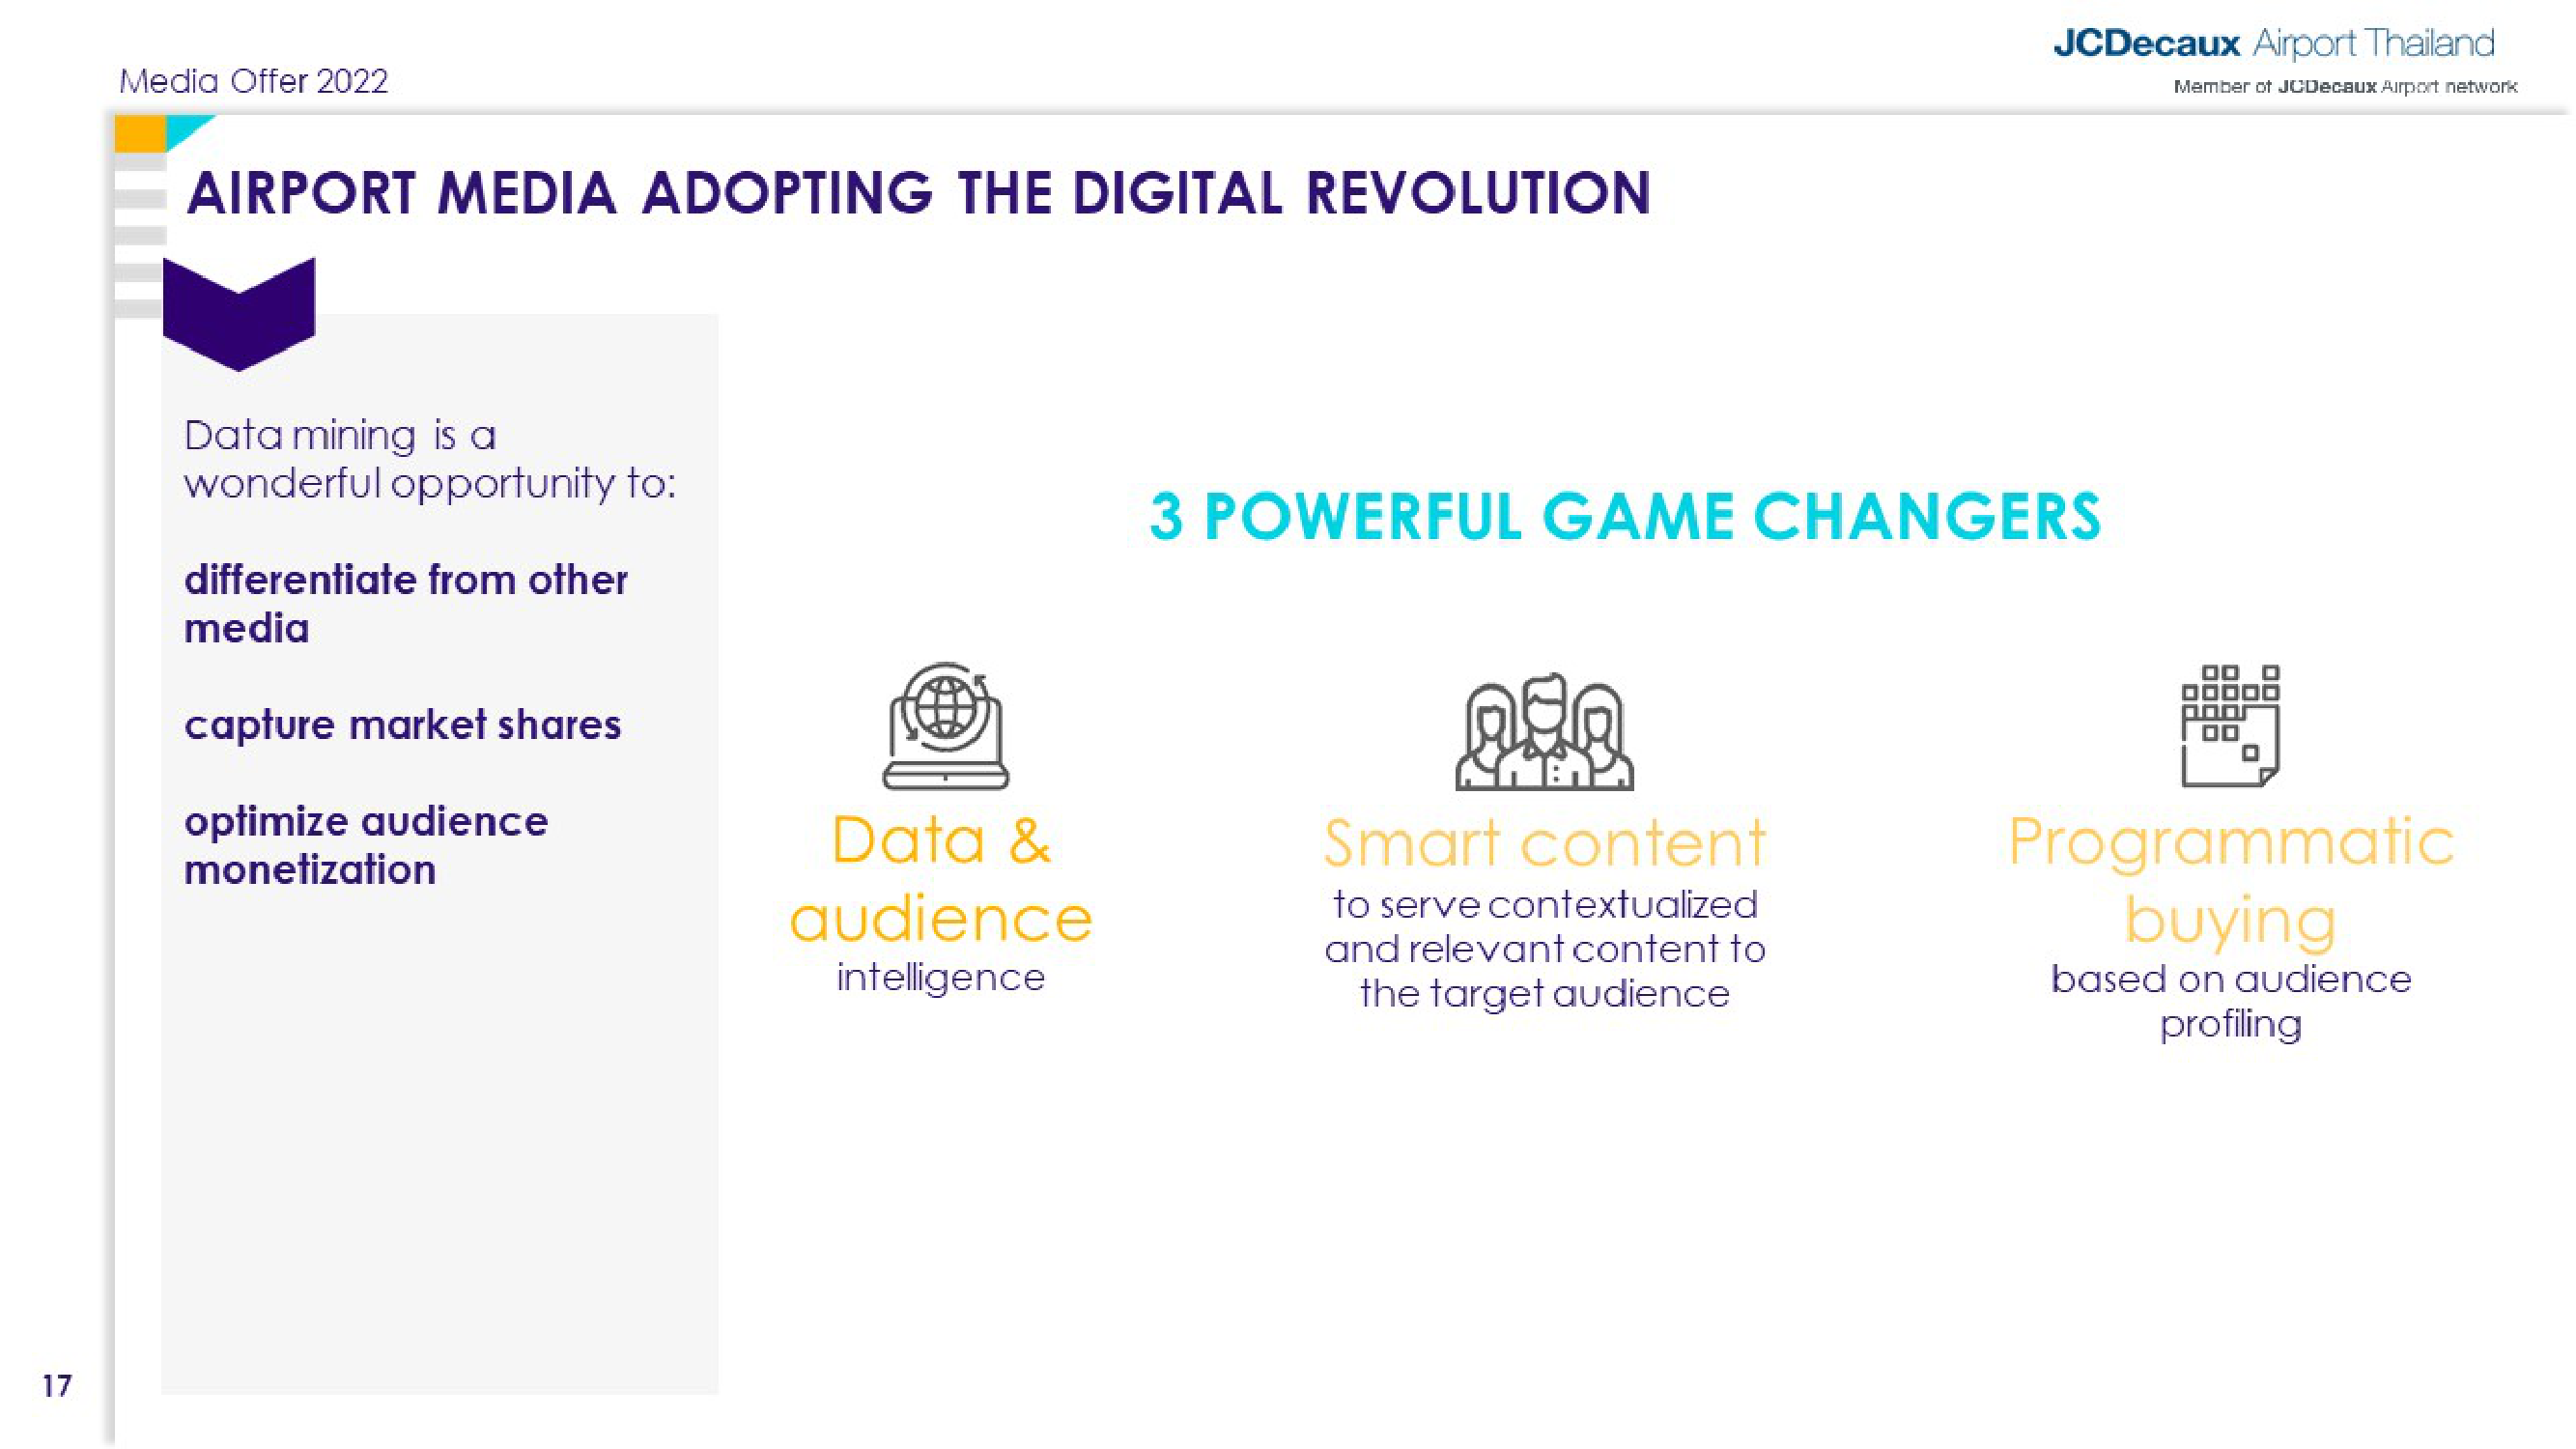 Media Offer 2022
JCDecaux Airport Thailand
Member of JCDecaux Airport network
AIRPORT MEDIA ADOPTING THE DIGITAL REVOLUTION
Data mining is a
wonderful opportunity to:
differentiate from other
media
capture market shares
optimize audience
monetization
3 POWERFUL GAME CHANGERS
Data &
audience
intelligence
Smart content
to serve contextualized
and relevant content to
the target audience
Programmatic
buying
based on audience
profiling
17